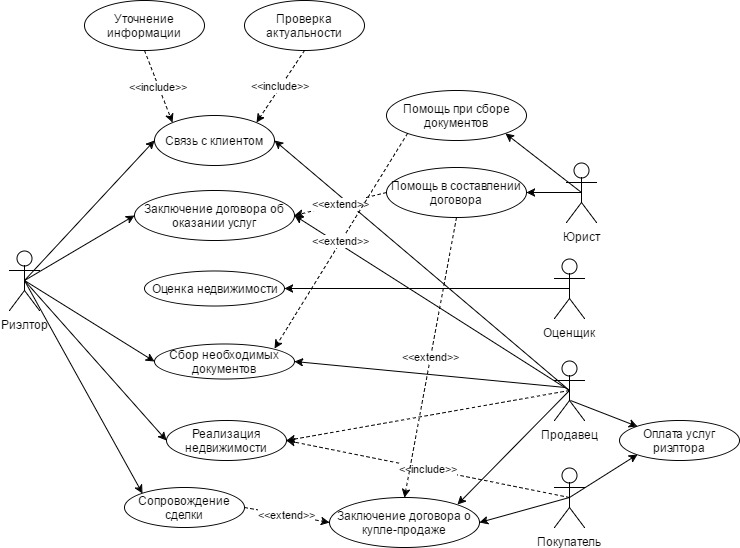 Уточнение
информации
Проверка
актуальности
<<include>>
<<include>>
Связь с клиентом
Помощь при сборе
документов
Помощь в составлении
договора
Заключение договора об
оказании услуг
<<extend>>
<<extend>>
Юрист
Оценка недвижимости
Риэлтор
Оценщик
Сбор необходимых
документов
<<extend>>
Продавец
Реализация
недвижимости
Оплата услуг
риэлтора
<<include>>
Сопровождение
сделки
<<extend>>
Заключение договора о
купле-продаже
Покупатель